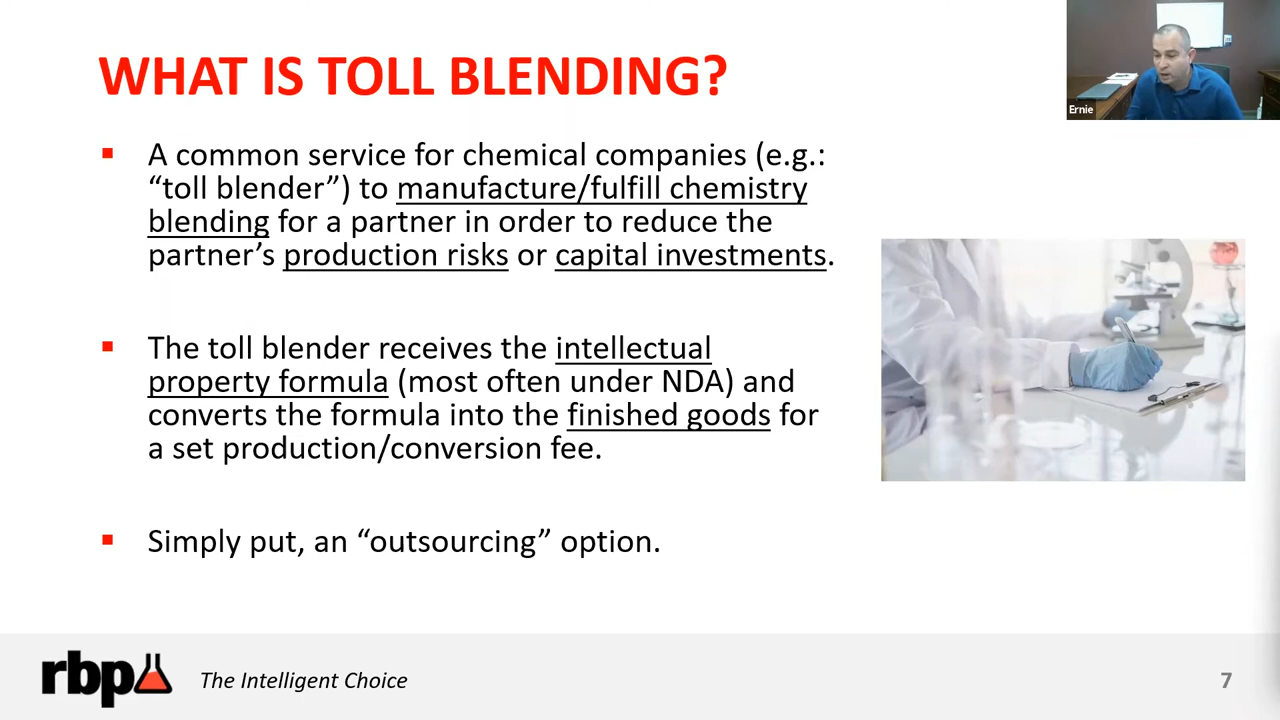 WHAT IS TOLL BLENDING?
Ernie
A common service for chemical companies (e.g.:
“toll blender”) to manufacture/fulfill chemistry
blending for a partner in order to reduce the
partner’s production risks or capital investments.
The toll blender receives the intellectual
property formula (most often under NDA) and
converts the formula into the finished goods for
a set production/conversion fee.
Simply put, an “outsourcing” option.
rbp
The Intelligent Choice
7